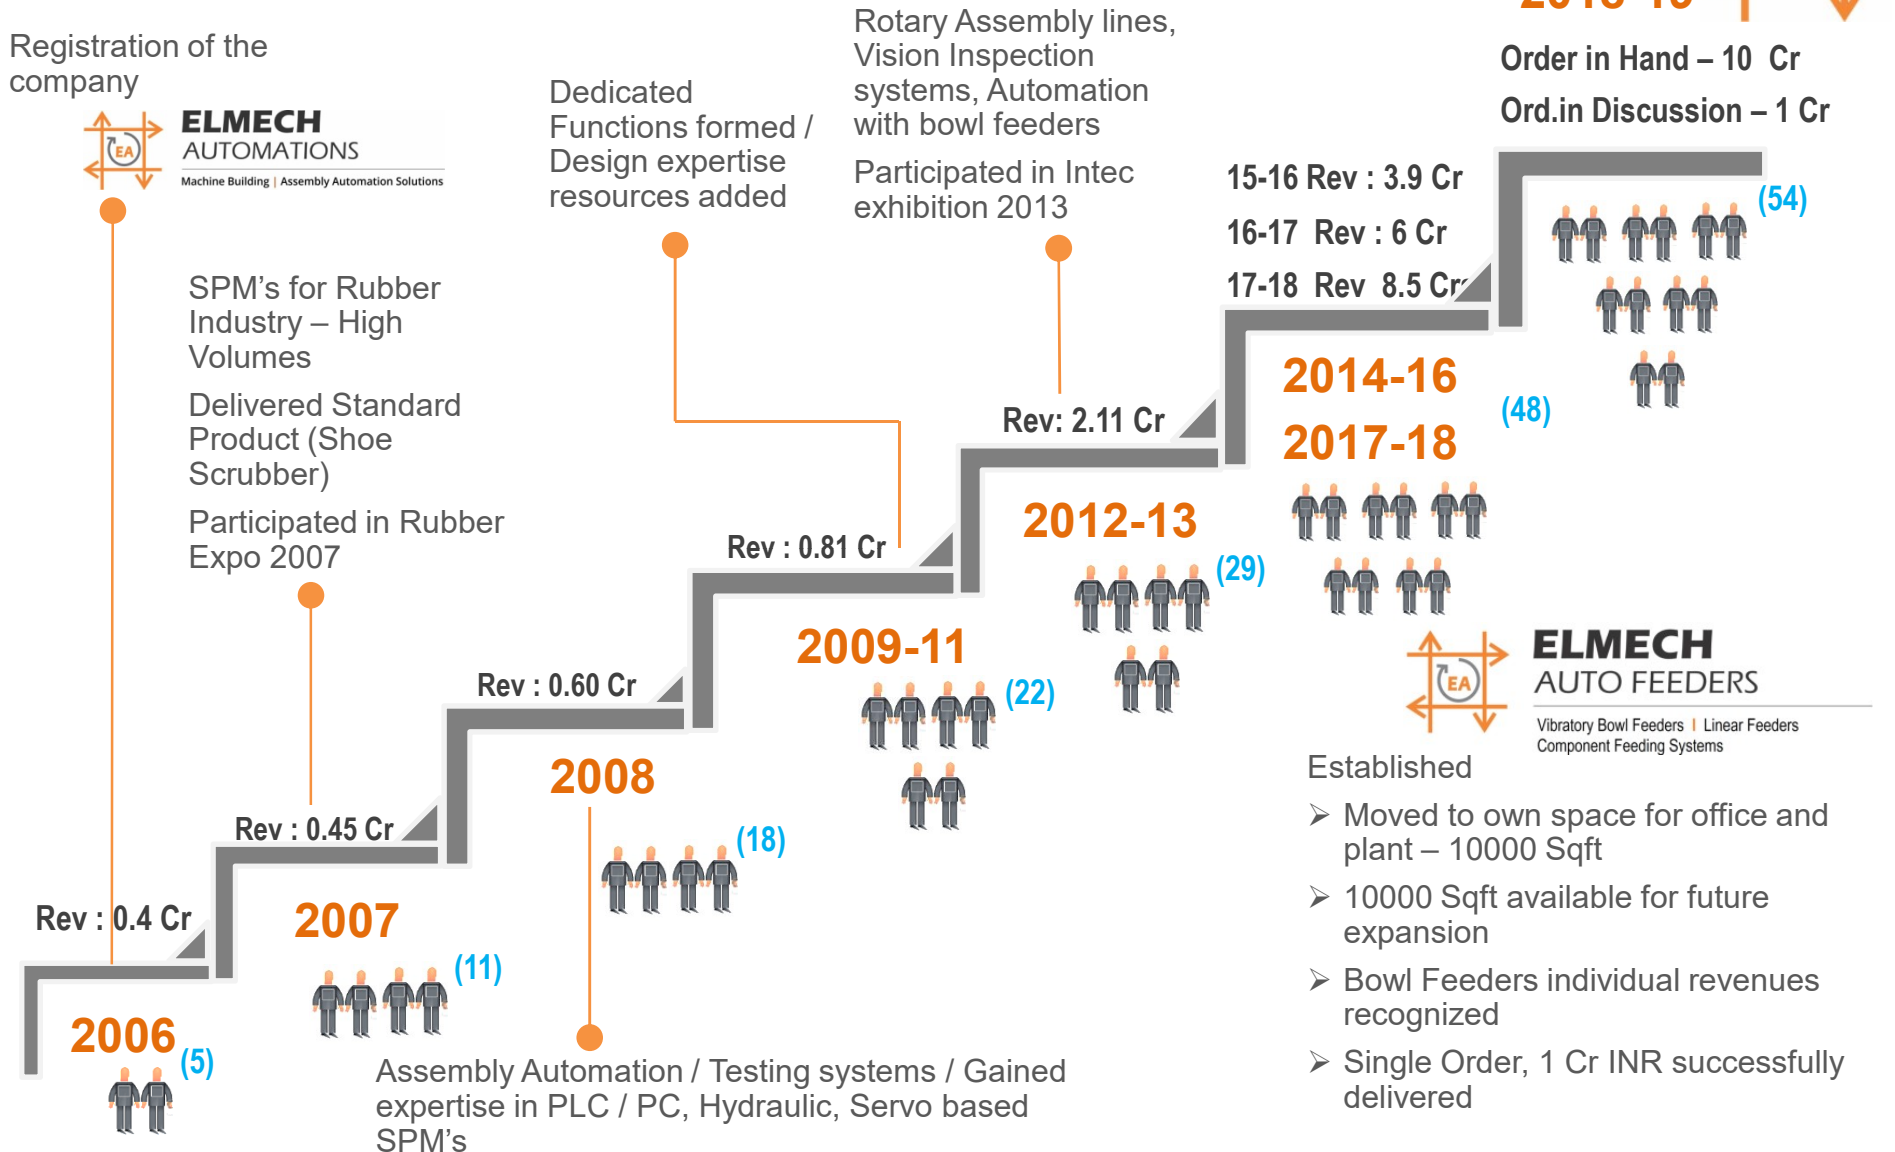 Registration of the
company
EA
ELMECH
AUTOMATIONS
Machine Building | Assembly Automation Solutions
SPM’s for Rubber
Industry – High
Volumes
Delivered Standard
Product (Shoe
Scrubber)
Participated in Rubber
Expo 2007
Dedicated
Functions formed /
Design expertise
resources added
Rotary Assembly lines,
Vision Inspection
systems, Automation
with bowl feeders
Participated in Intec
exhibition 2013
Order in Hand – 10 Cr
Ord.in Discussion – 1 Cr
15-16 Rev : 3.9 Cr
16-17 Rev : 6 Cr
17-18 Rev 8.5 Crs
(54)
2014-16
(48)
2017-18
Rev: 2.11 Cr
2012-13
(29)
Rev : 0.81 Cr
2009-11
(22)
Rev : 0.60 Cr
2008
(18)
Rev : 0.45 Cr
2007
(11)
Rev : 0.4 Cr
2006
(5)
Assembly Automation / Testing systems / Gained
expertise in PLC / PC, Hydraulic, Servo based
SPM’s
EA
ELMECH
AUTO FEEDERS
Vibratory Bowl Feeders | Linear Feeders
Component Feeding Systems
Established
➢ Moved to own space for office and
plant – 10000 Sqft
➢ 10000 Sqft available for future
expansion
➢ Bowl Feeders individual revenues
recognized
➢ Single Order, 1 Cr INR successfully
delivered